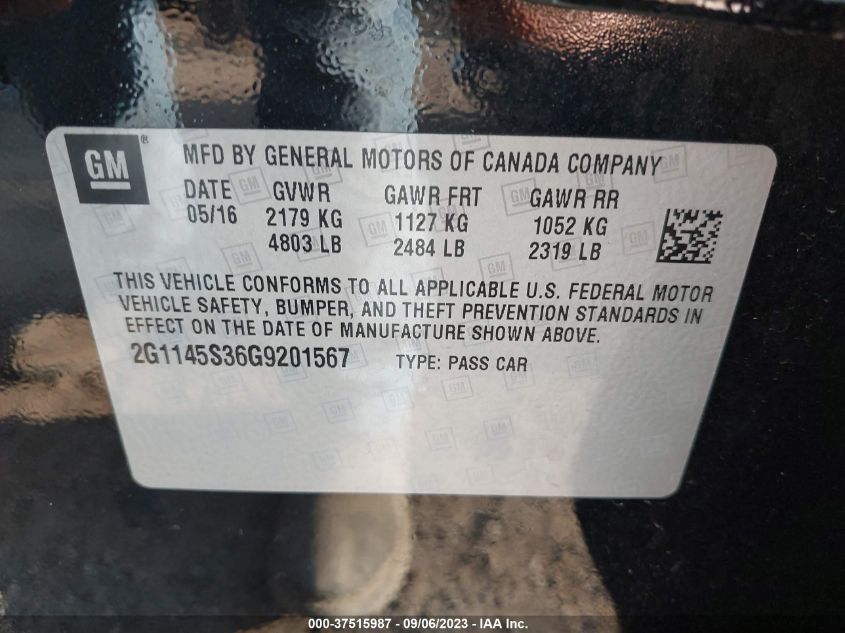 GM ® MFD BY GENERAL MOTORS OF CANADA COMPANY
DATE GVWR GAWR FRT GAWR RR
05/16 2179 KG 1127 KG 1052 KG
4803 LB 2484 LB 2319 LB
THIS VEHICLE CONFORMS TO ALL APPLICABLE U.S. FEDERAL MOTOR
VEHICLE SAFETY, BUMPER, AND THEFT PREVENTION STANDARDS IN
EFFECT ON THE DATE OF MANUFACTURE SHOWN ABOVE.
2G1145S36G9201567 TYPE: PASS CAR
000-37515987 - 09/06/2023 - IAA Inc.